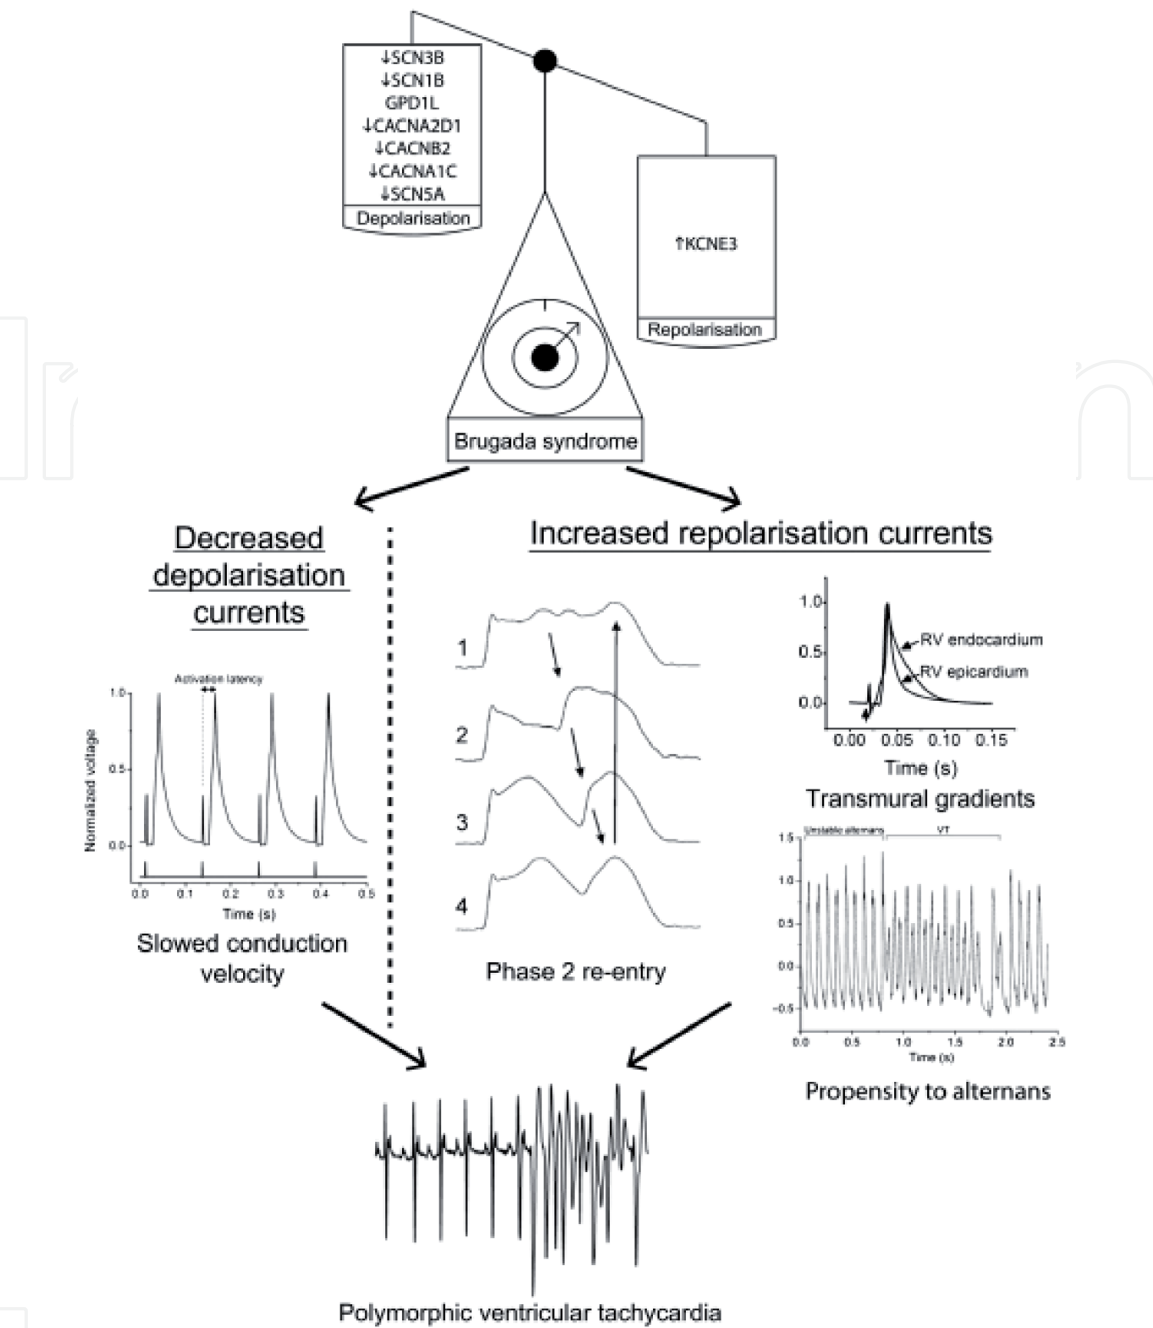 ↓SCN3B
↓SCN1B
GPD1L
↓CACNA2D1
↓CACNB2
↓CACNA1C
↓SCN5A
Depolarisation
↑KCNE3
Repolarisation
Brugada syndrome
Decreased
depolarisation
currents
Activation latency
Normalized voltage
1.0
0.5
0.0
0.0 0.1 0.2 0.3 0.4 0.5
Time (s)
Slowed conduction
velocity
Increased repolarisation currents
1
2
3
4
Phase 2 re-entry
1.0
0.5
0.0
RV endocardium
RV epicardium
0.00 0.05 0.10 0.15
Time (s)
Transmural gradients
Unstable alternans VT
1.5
1.0
0.5
0.0
-0.5
0.0 0.5 1.0 1.5 2.0 2.5
Time (s)
Propensity to alternans
Polymorphic ventricular tachycardia